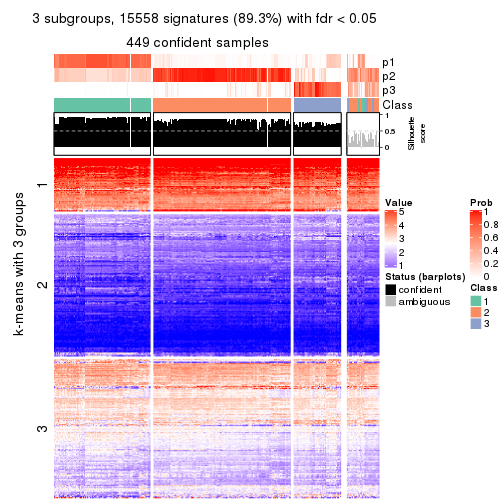 3 subgroups, 15558 signatures (89.3%) with fdr < 0.05
449 confident samples
p1
p2
p3
Class
1
0.5
0
Silhouette
score
k-means with 3 groups
1
2
3
Value
5
4
3
2
1
Status (barplots)
confident
ambiguous
Prob
1
0.8
0.6
0.4
0.2
0
Class
1
2
3